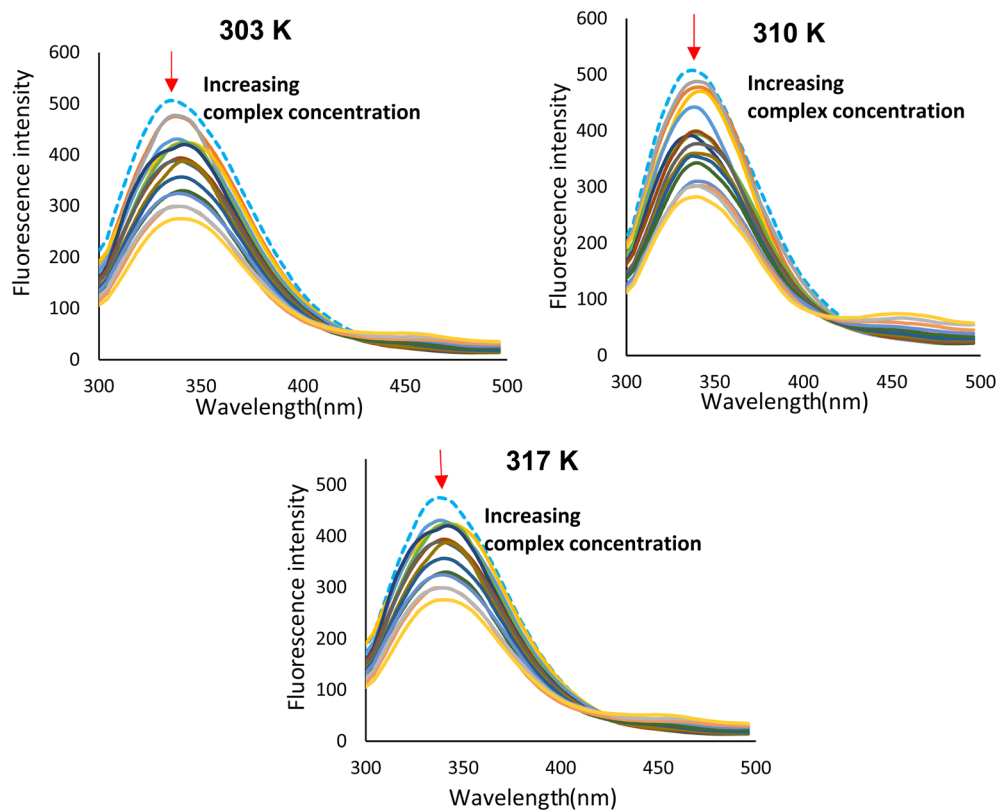 303 K
Increasing
complex concentration
Fluorescence intensity
600
500
400
300
200
100
0
300 350 400 450 500
Wavelength(nm)
310 K
Increasing
complex concentration
Fluorescence intensity
600
500
400
300
200
100
0
300 350 400 450 500
Wavelength(nm)
317 K
Increasing
complex concentration
Fluorescence intensity
500
400
300
200
100
0
300 350 400 450 500
Wavelength(nm)